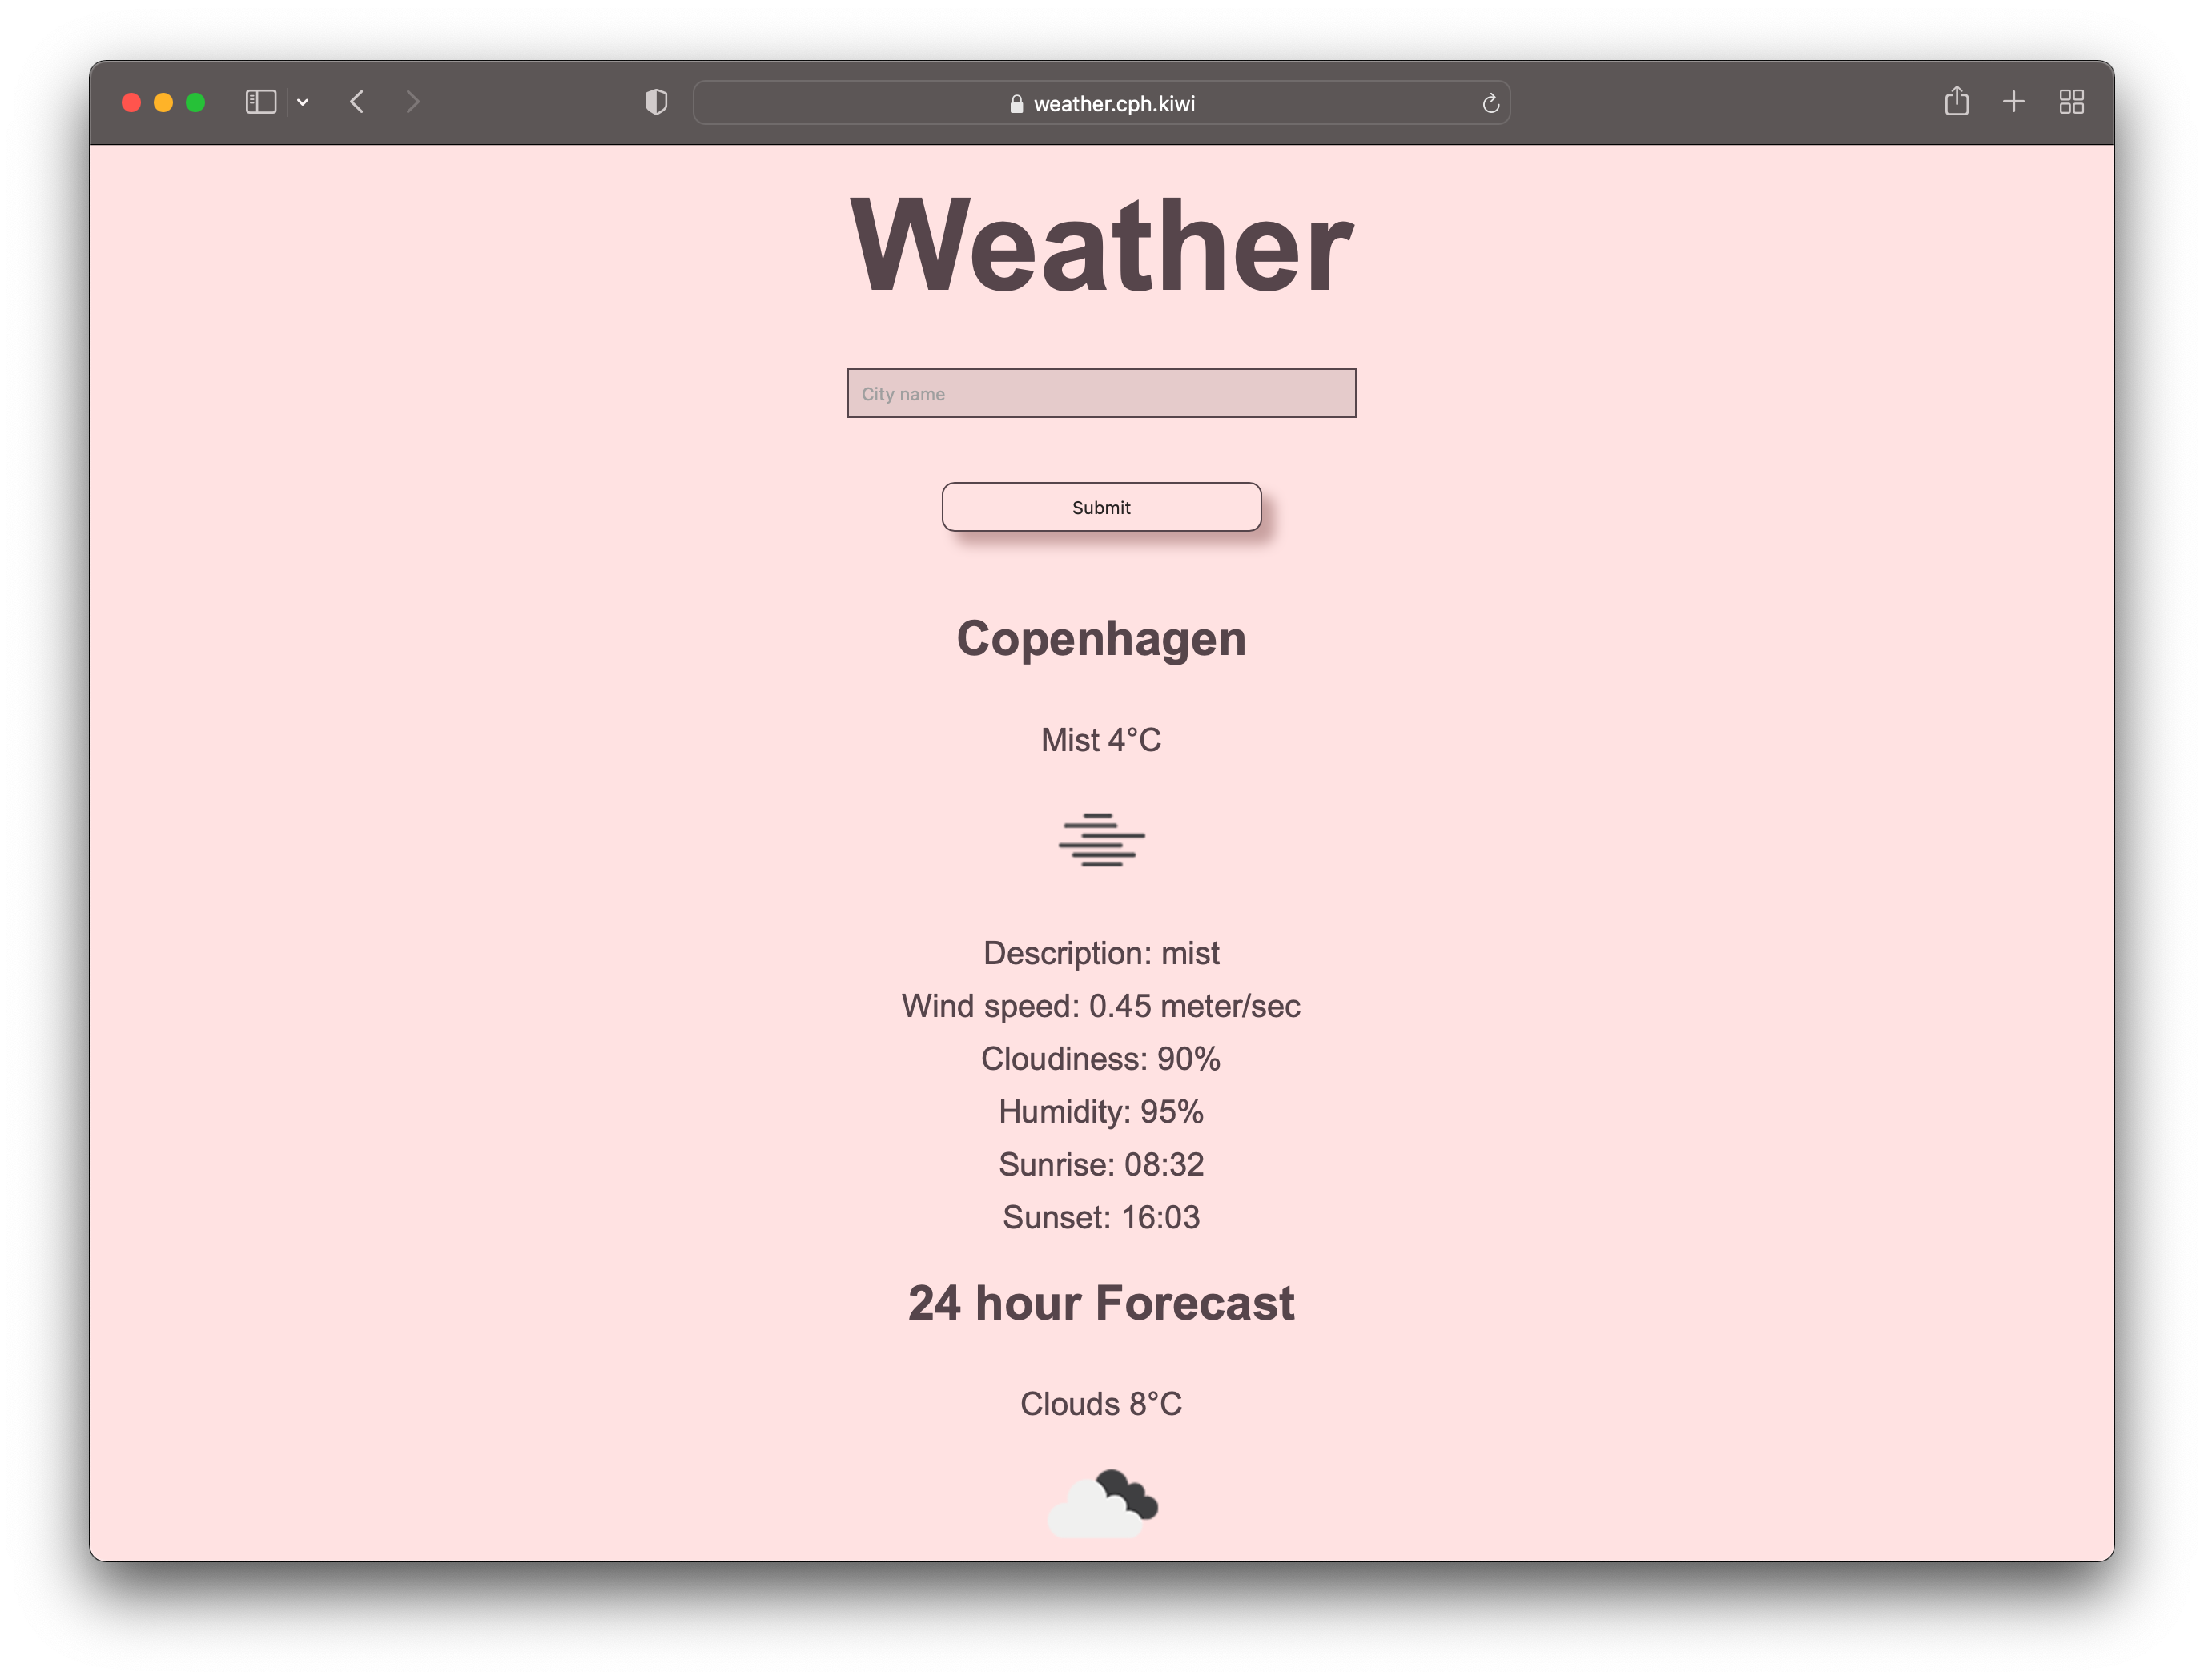 weather.cph.kiwi
Weather
City name
Submit
Copenhagen
Mist 4°C
Description: mist
Wind speed: 0.45 meter/sec
Cloudiness: 90%
Humidity: 95%
Sunrise: 08:32
Sunset: 16:03
24 hour Forecast
Clouds 8°C